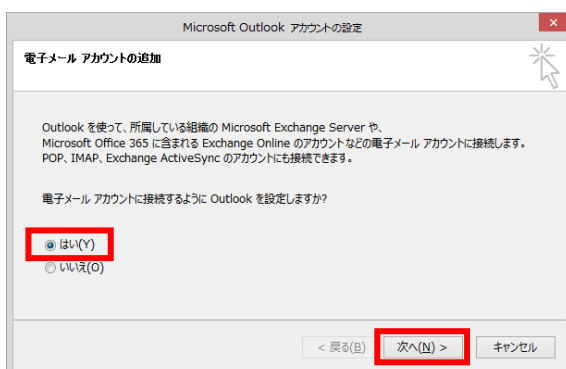 Microsoft Outlook アカウントの設定
電子メール アカウントの追加
Outlook を使って、所属している組織の Microsoft Exchange Server や、
Microsoft Office 365 に含まれる Exchange Online のアカウントなどの電子メール アカウントに接続します。
POP、IMAP、Exchange ActiveSync のアカウントにも接続できます。
電子メール アカウントに接続するように Outlook を設定しますか?
はい(Y)
いいえ(O)
< 戻る(B)
次へ(N) >
キャンセル